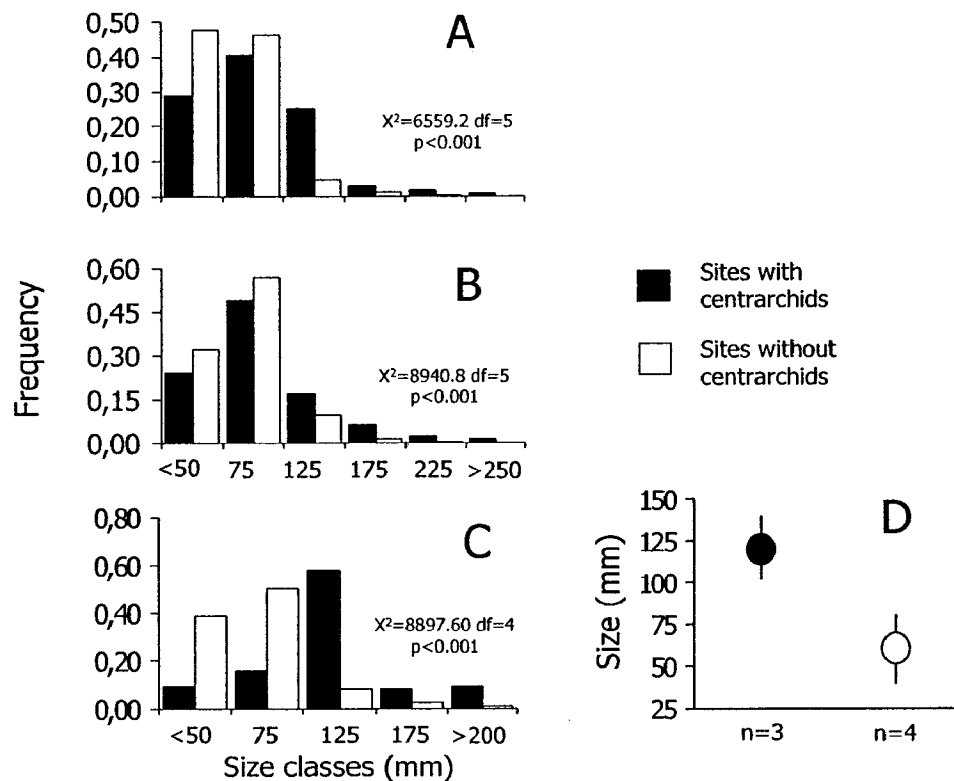 A
0,50
0,40
0,30
0,20
0,10
0,00
X²=6559.2 df=5
p<0.001
B
0,60
0,45
0,30
0,15
0,00
X²=8940.8 df=5
p<0.001
<50 75 125 175 225 >250
Frequency
Sites with
centrarchids
Sites without
centrarchids
C
0,80
0,60
0,40
0,20
0,00
X²=8897.60 df=4
p<0.001
<50 75 125 175 >200
Size classes (mm)
D
150
125
100
75
50
25
Size (mm)
n=3 n=4